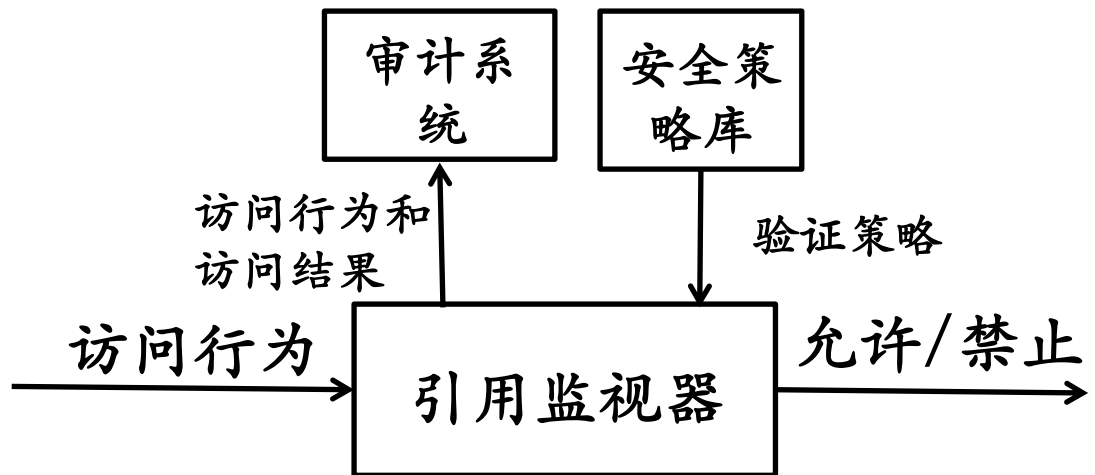 审计系
统
安全策
略库
访问行为和
访问结果
验证策略
访问行为
引用监视器
允许/禁止